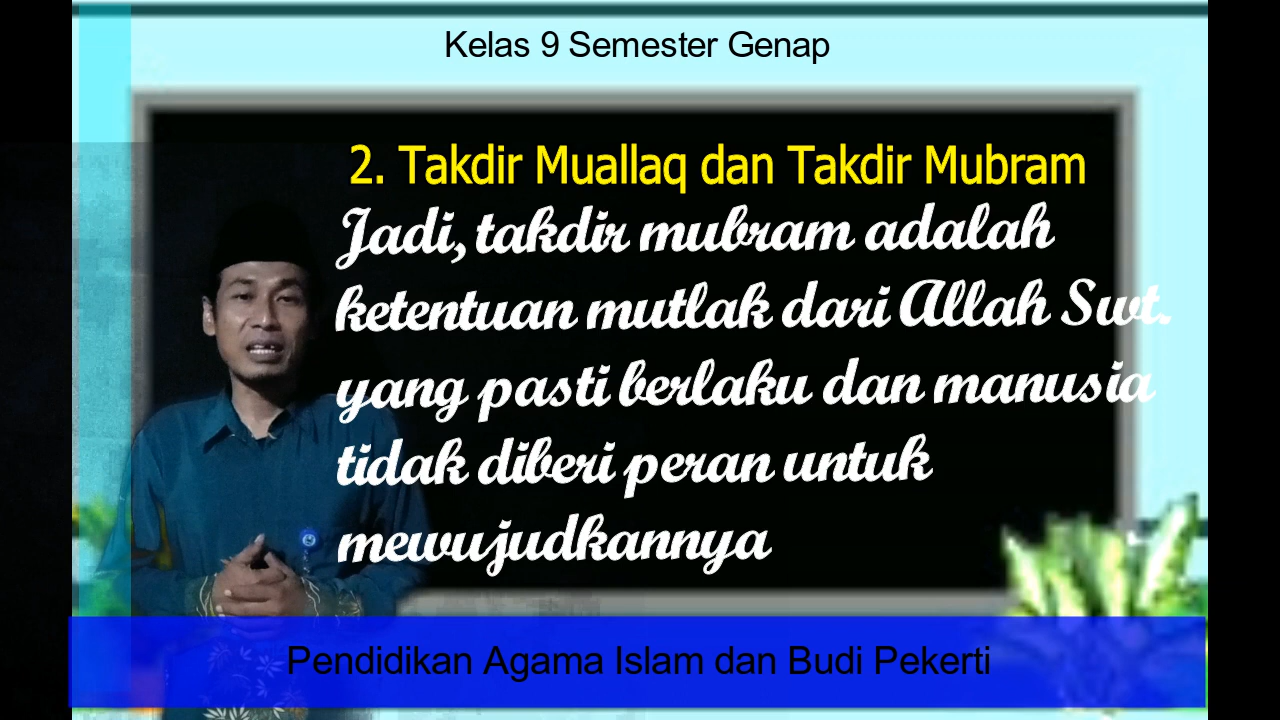 Kelas 9 Semester Genap
2. Takdir Muallaq dan Takdir Mubram
Jadi, takdir mubram adalah
ketentuan mutlak dari Allah Swt.
yang pasti berlaku dan manusia
tidak diberi peran untuk
mewujudkannya
Pendidikan Agama Islam dan Budi Pekerti